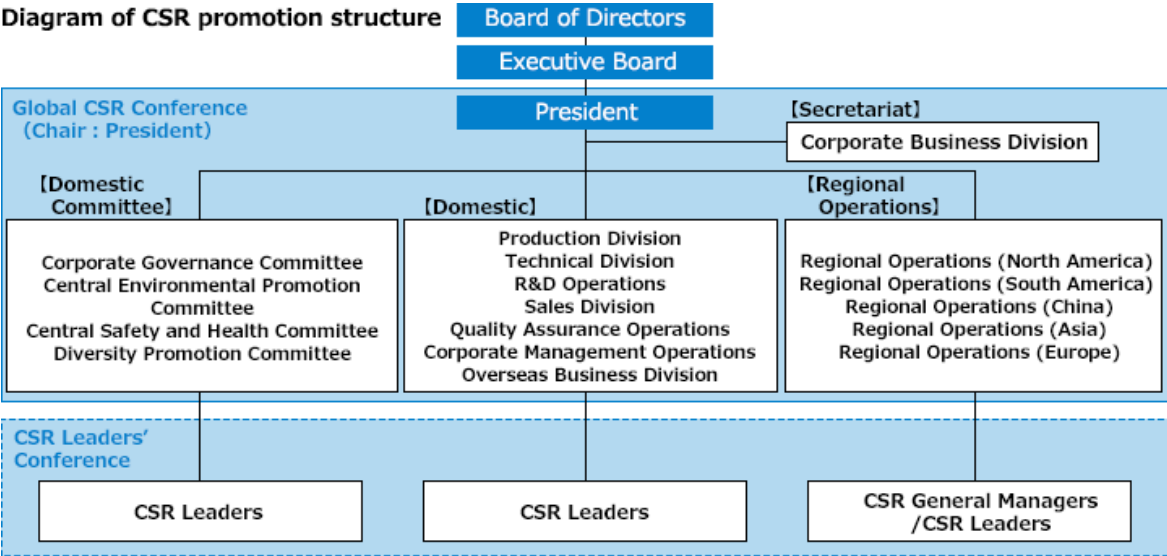 Diagram of CSR promotion structure
Board of Directors
Executive Board
Global CSR Conference
(Chair : President)
President
【Secretariat】
Corporate Business Division
【Domestic
Committee】
Corporate Governance Committee
Central Environmental Promotion
Committee
Central Safety and Health Committee
Diversity Promotion Committee
【Domestic】
Production Division
Technical Division
R&D Operations
Sales Division
Quality Assurance Operations
Corporate Management Operations
Overseas Business Division
【Regional
Operations】
Regional Operations (North America)
Regional Operations (South America)
Regional Operations (China)
Regional Operations (Asia)
Regional Operations (Europe)
CSR Leaders’
Conference
CSR Leaders
CSR Leaders
CSR General Managers
/CSR Leaders